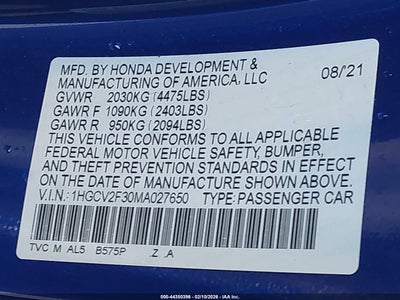 MFD. BY HONDA DEVELOPMENT &
MANUFACTURING OF AMERICA, LLC 08/21
GVWR 2030KG (4475LBS)
GAWR F 1090KG (2403LBS)
GAWR R 950KG (2094LBS)
THIS VEHICLE CONFORMS TO ALL APPLICABLE
FEDERAL MOTOR VEHICLE SAFETY, BUMPER,
AND THEFT PREVENTION STANDARDS IN EFFECT
ON THE DATE OF MANUFACTURE SHOWN ABOVE.
V.I.N: 1HGCV2F30MA027650 TYPE: PASSENGER CAR
TVC M AL5 B575P Z A
000-44350396 - 02/10/2026 - IAA Inc.